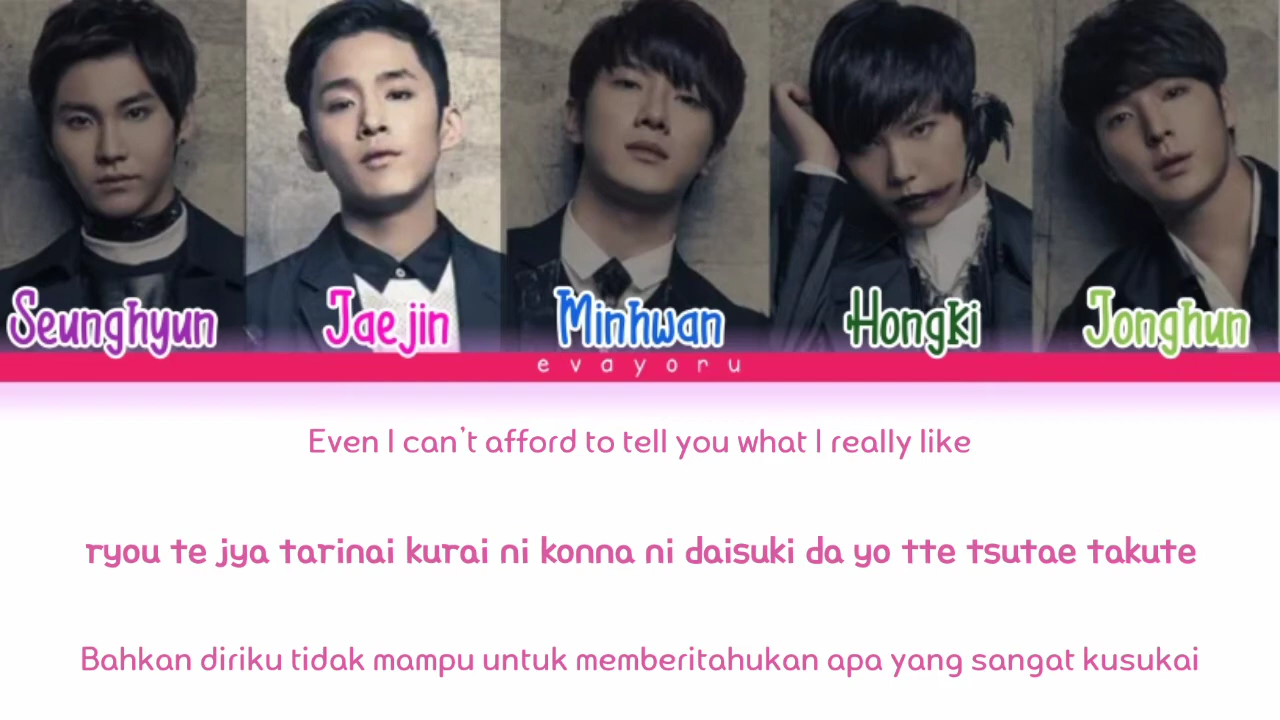 Seunghyun Jaejin Minhwan Hongki Jonghun
evayoru
Even I can't afford to tell you what I really like
ryou te jya tarinai kurai ni konna ni daisuki da yo tte tsutae takute
Bahkan diriku tidak mampu untuk memberitahukan apa yang sangat kusukai